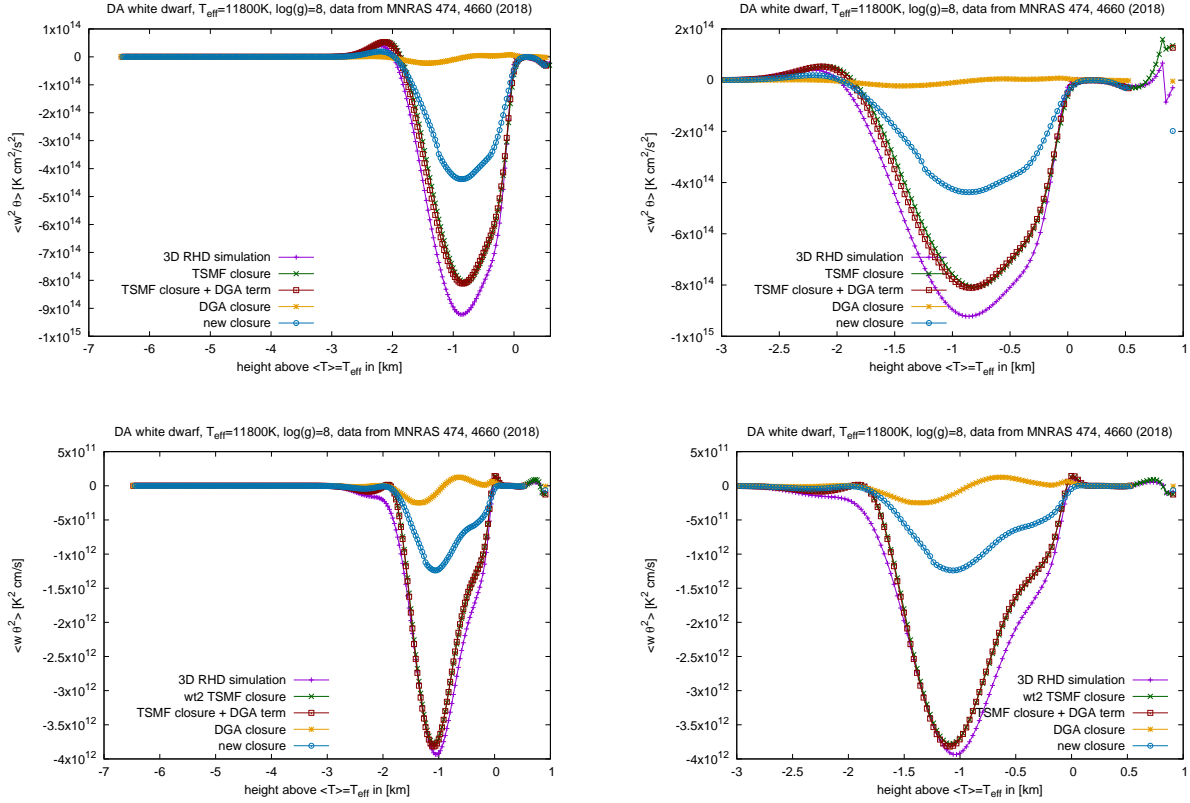 DA white dwarf, T_eff=11800K, log(g)=8, data from MNRAS 474, 4660 (2018)
1x10^14
0
-1x10^14
-2x10^14
-3x10^14
-4x10^14
-5x10^14
-6x10^14
-7x10^14
-8x10^14
-9x10^14
-1x10^15
<w^2 θ> [K cm^2/s^2]
3D RHD simulation
TSMF closure
TSMF closure + DGA term
DGA closure
new closure
-7 -6 -5 -4 -3 -2 -1 0
height above <T>=T_eff in [km]
DA white dwarf, T_eff=11800K, log(g)=8, data from MNRAS 474, 4660 (2018)
2x10^14
0
-2x10^14
-4x10^14
-6x10^14
-8x10^14
-1x10^15
<w^2 θ> [K cm^2/s^2]
3D RHD simulation
TSMF closure
TSMF closure + DGA term
DGA closure
new closure
-3 -2.5 -2 -1.5 -1 -0.5 0 0.5 1
height above <T>=T_eff in [km]
DA white dwarf, T_eff=11800K, log(g)=8, data from MNRAS 474, 4660 (2018)
5x10^11
0
-5x10^11
-1x10^12
-1.5x10^12
-2x10^12
-2.5x10^12
-3x10^12
-3.5x10^12
-4x10^12
<w θ^2> [K^2 cm/s]
3D RHD simulation
wt2 TSMF closure
TSMF closure + DGA term
DGA closure
new closure
-7 -6 -5 -4 -3 -2 -1 0 1
height above <T>=T_eff in [km]
DA white dwarf, T_eff=11800K, log(g)=8, data from MNRAS 474, 4660 (2018)
5x10^11
0
-5x10^11
-1x10^12
-1.5x10^12
-2x10^12
-2.5x10^12
-3x10^12
-3.5x10^12
-4x10^12
<w θ^2> [K^2 cm/s]
3D RHD simulation
wt2 TSMF closure
TSMF closure + DGA term
DGA closure
new closure
-3 -2.5 -2 -1.5 -1 -0.5 0 0.5 1
height above <T>=T_eff in [km]